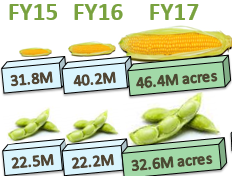 FY15 FY16 FY17
31.8M 40.2M 46.4M acres
22.5M 22.2M 32.6M acres